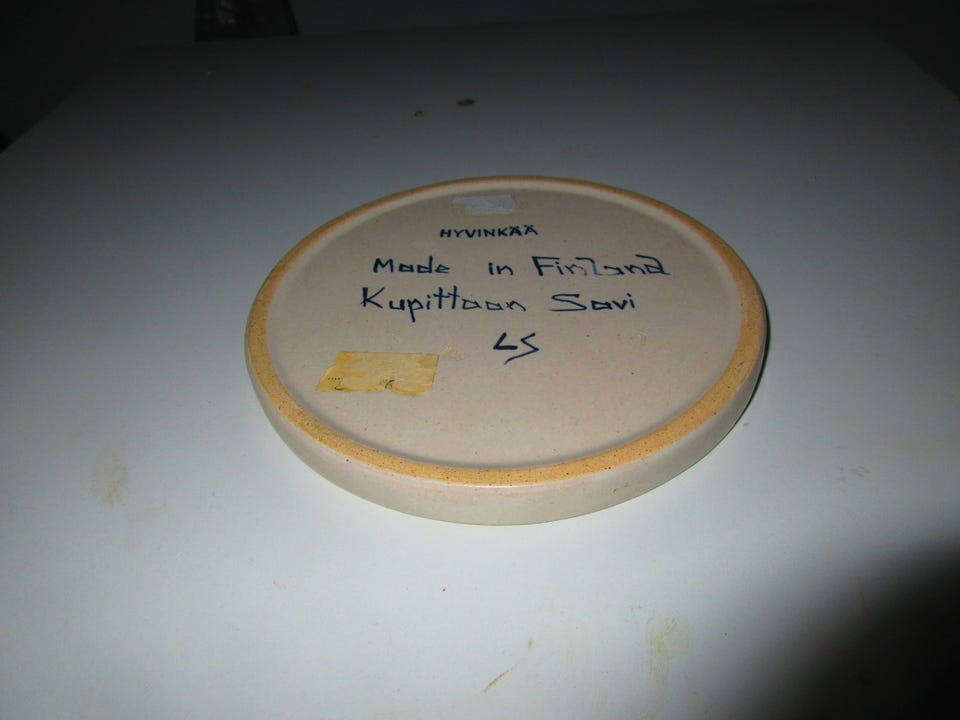 HYVINKÄÄ
Made in Finland
Kupittaan Savi
LS